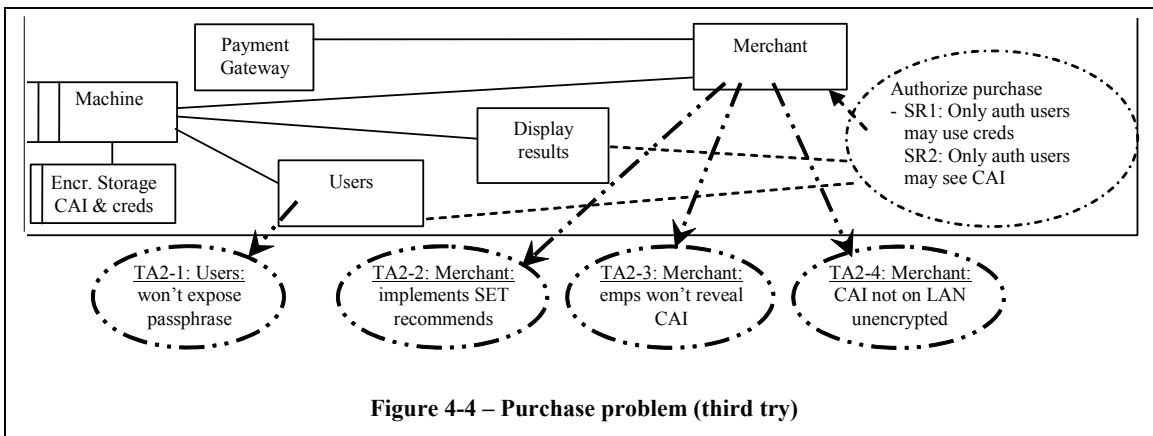 Payment
Gateway
Merchant
Machine
Authorize purchase
- SR1: Only auth users
may use creds
SR2: Only auth users
may see CAI
Display
results
Encr. Storage
CAI & creds
Users
TA2-1: Users:
won't expose
passphrase
TA2-2: Merchant:
implements SET
recommends
TA2-3: Merchant:
emps won't reveal
CAI
TA2-4: Merchant:
CAI not on LAN
unencrypted
Figure 4-4 – Purchase problem (third try)